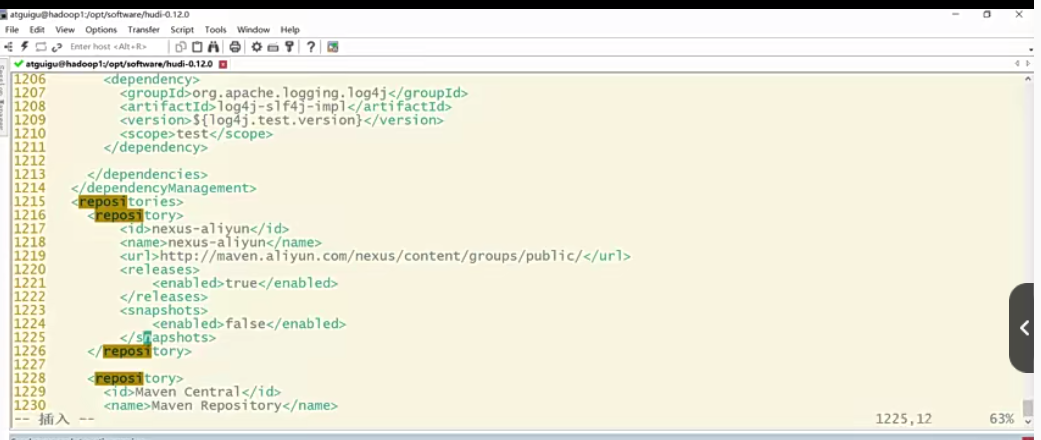 atguigu@hadoop1:/opt/software/hudi-0.12.0
File Edit View Options Transfer Script Tools Window Help
Enter host <Alt+R>
atguigu@hadoop1:/opt/software/hudi-0.12.0
1206 <dependency>
1207 <groupId>org.apache.logging.log4j</groupId>
1208 <artifactId>log4j-slf4j-impl</artifactId>
1209 <version>${log4j.test.version}</version>
1210 <scope>test</scope>
1211 </dependency>
1212
1213 </dependencies>
1214 </dependencyManagement>
1215 <repositories>
1216 <repository>
1217 <id>nexus-aliyun</id>
1218 <name>nexus-aliyun</name>
1219 <url>http://maven.aliyun.com/nexus/content/groups/public/</url>
1220 <releases>
1221 <enabled>true</enabled>
1222 </releases>
1223 <snapshots>
1224 <enabled>false</enabled>
1225 </snapshots>
1226 </repository>
1227
1228 <repository>
1229 <id>Maven Central</id>
1230 <name>Maven Repository</name>
-- 插入 -- 1225,12 63%